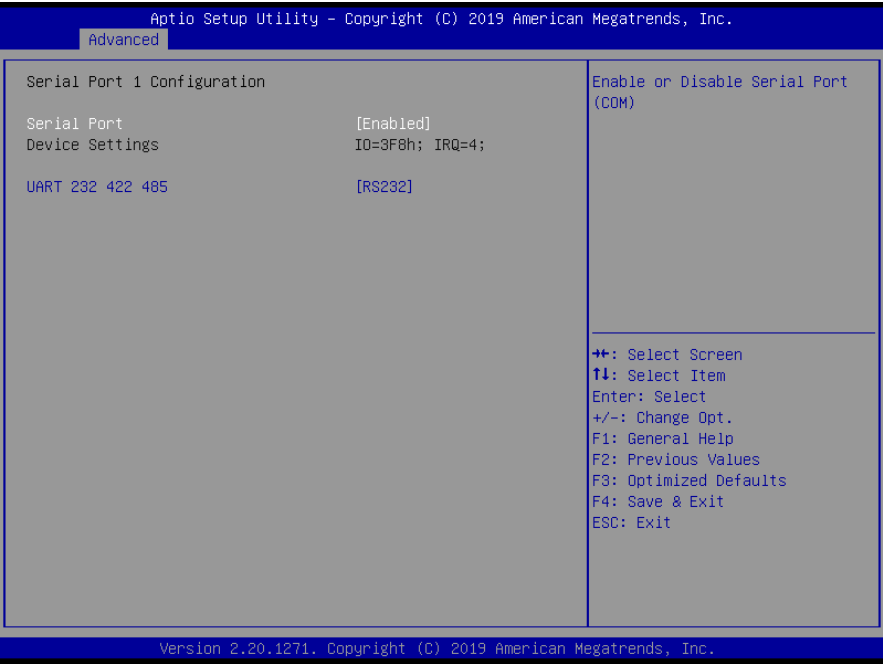 Aptio Setup Utility – Copyright (C) 2019 American Megatrends, Inc.
Advanced
Serial Port 1 Configuration
Serial Port [Enabled]
Device Settings IO=3F8h; IRQ=4;
UART 232 422 485 [RS232]
Enable or Disable Serial Port
(COM)
→←: Select Screen
↑↓: Select Item
Enter: Select
+/-: Change Opt.
F1: General Help
F2: Previous Values
F3: Optimized Defaults
F4: Save & Exit
ESC: Exit
Version 2.20.1271. Copyright (C) 2019 American Megatrends, Inc.